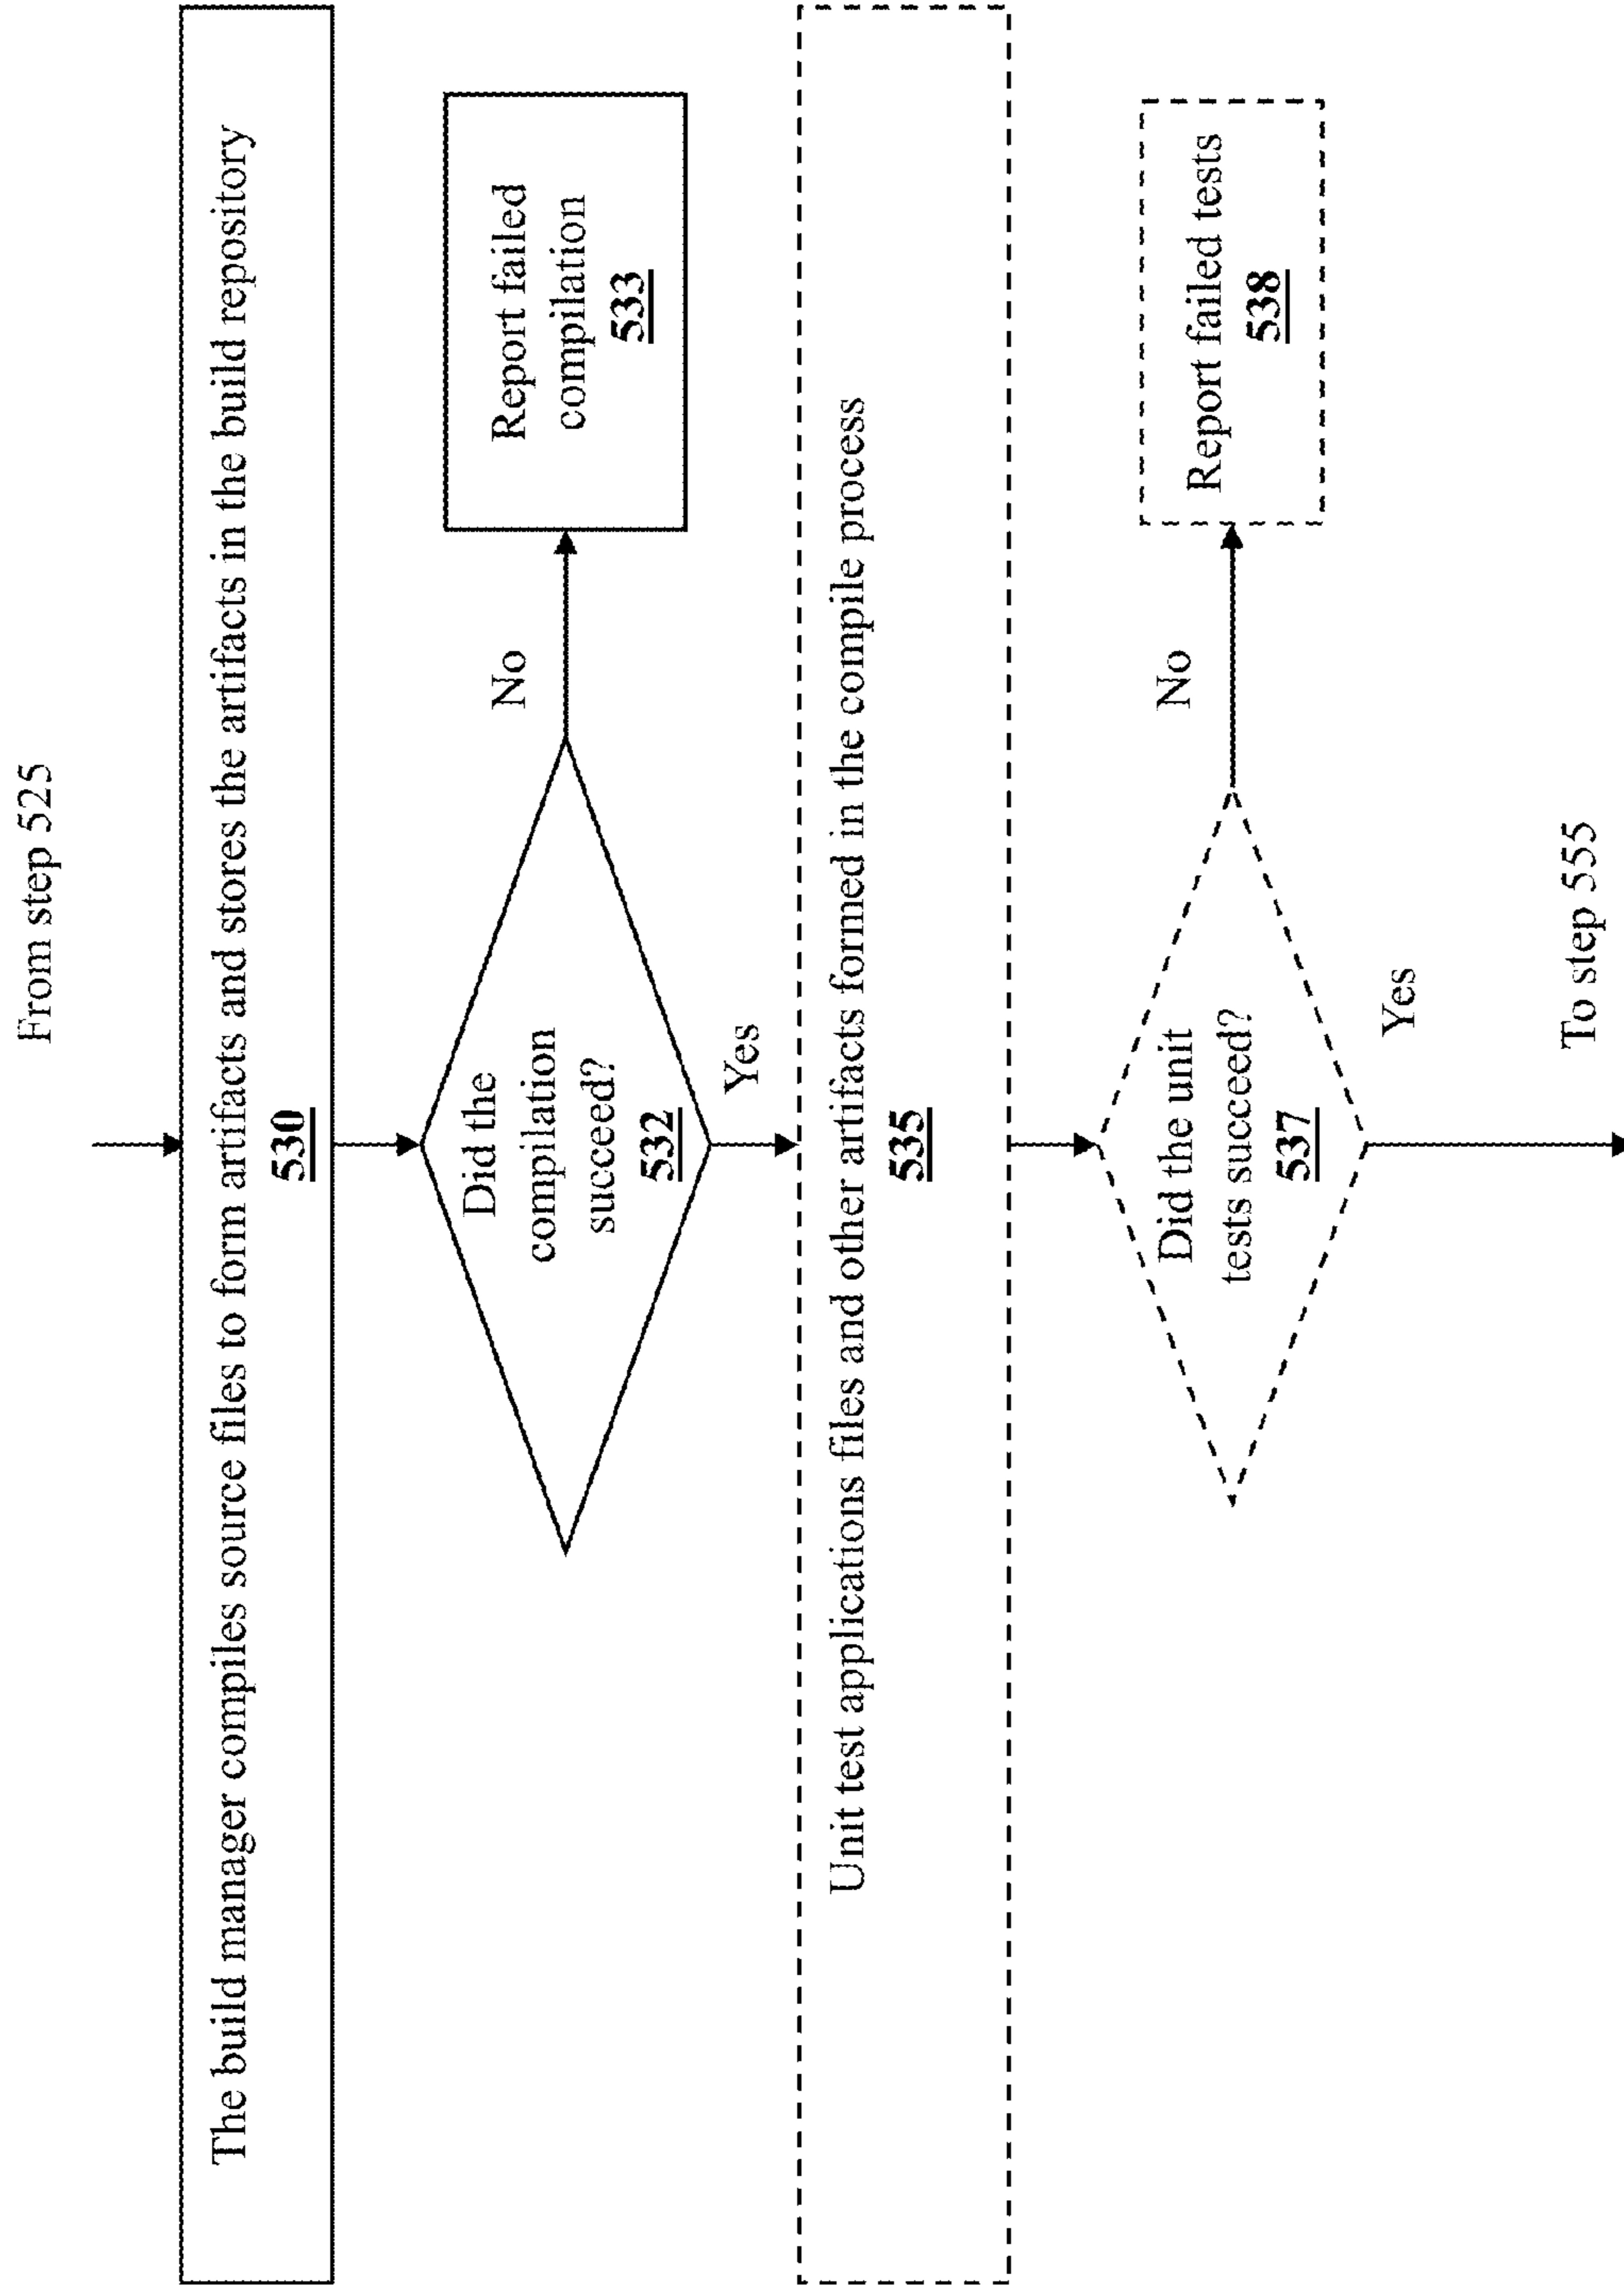 From step 525
The build manager compiles source files to form artifacts and stores the artifacts in the build repository
530
Did the
compilation
succeed?
532
No
Report failed
compilation
533
Yes
Unit test applications files and other artifacts formed in the compile process
535
Did the unit
tests succeed?
537
No
Report failed tests
538
Yes
To step 555